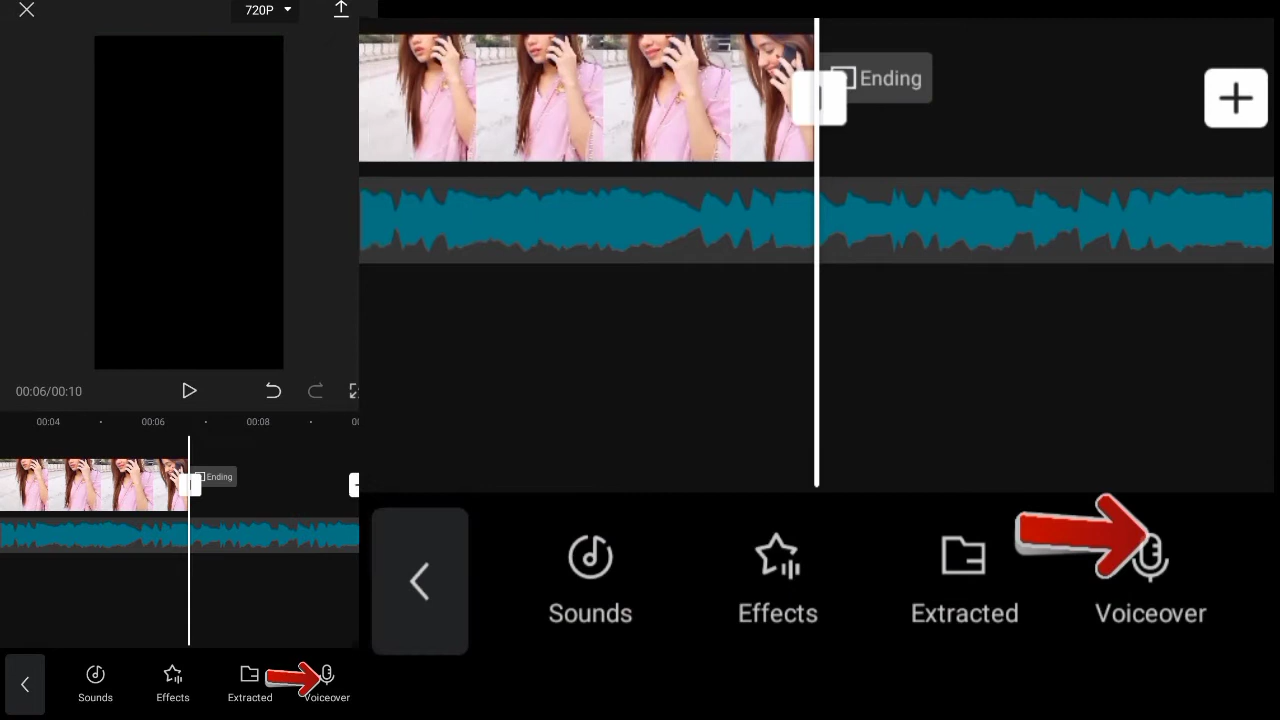 720P
00:06/00:10
00:04
00:06
00:08
Ending
Sounds
Effects
Extracted
Voiceover
Ending
Sounds
Effects
Extracted
Voiceover